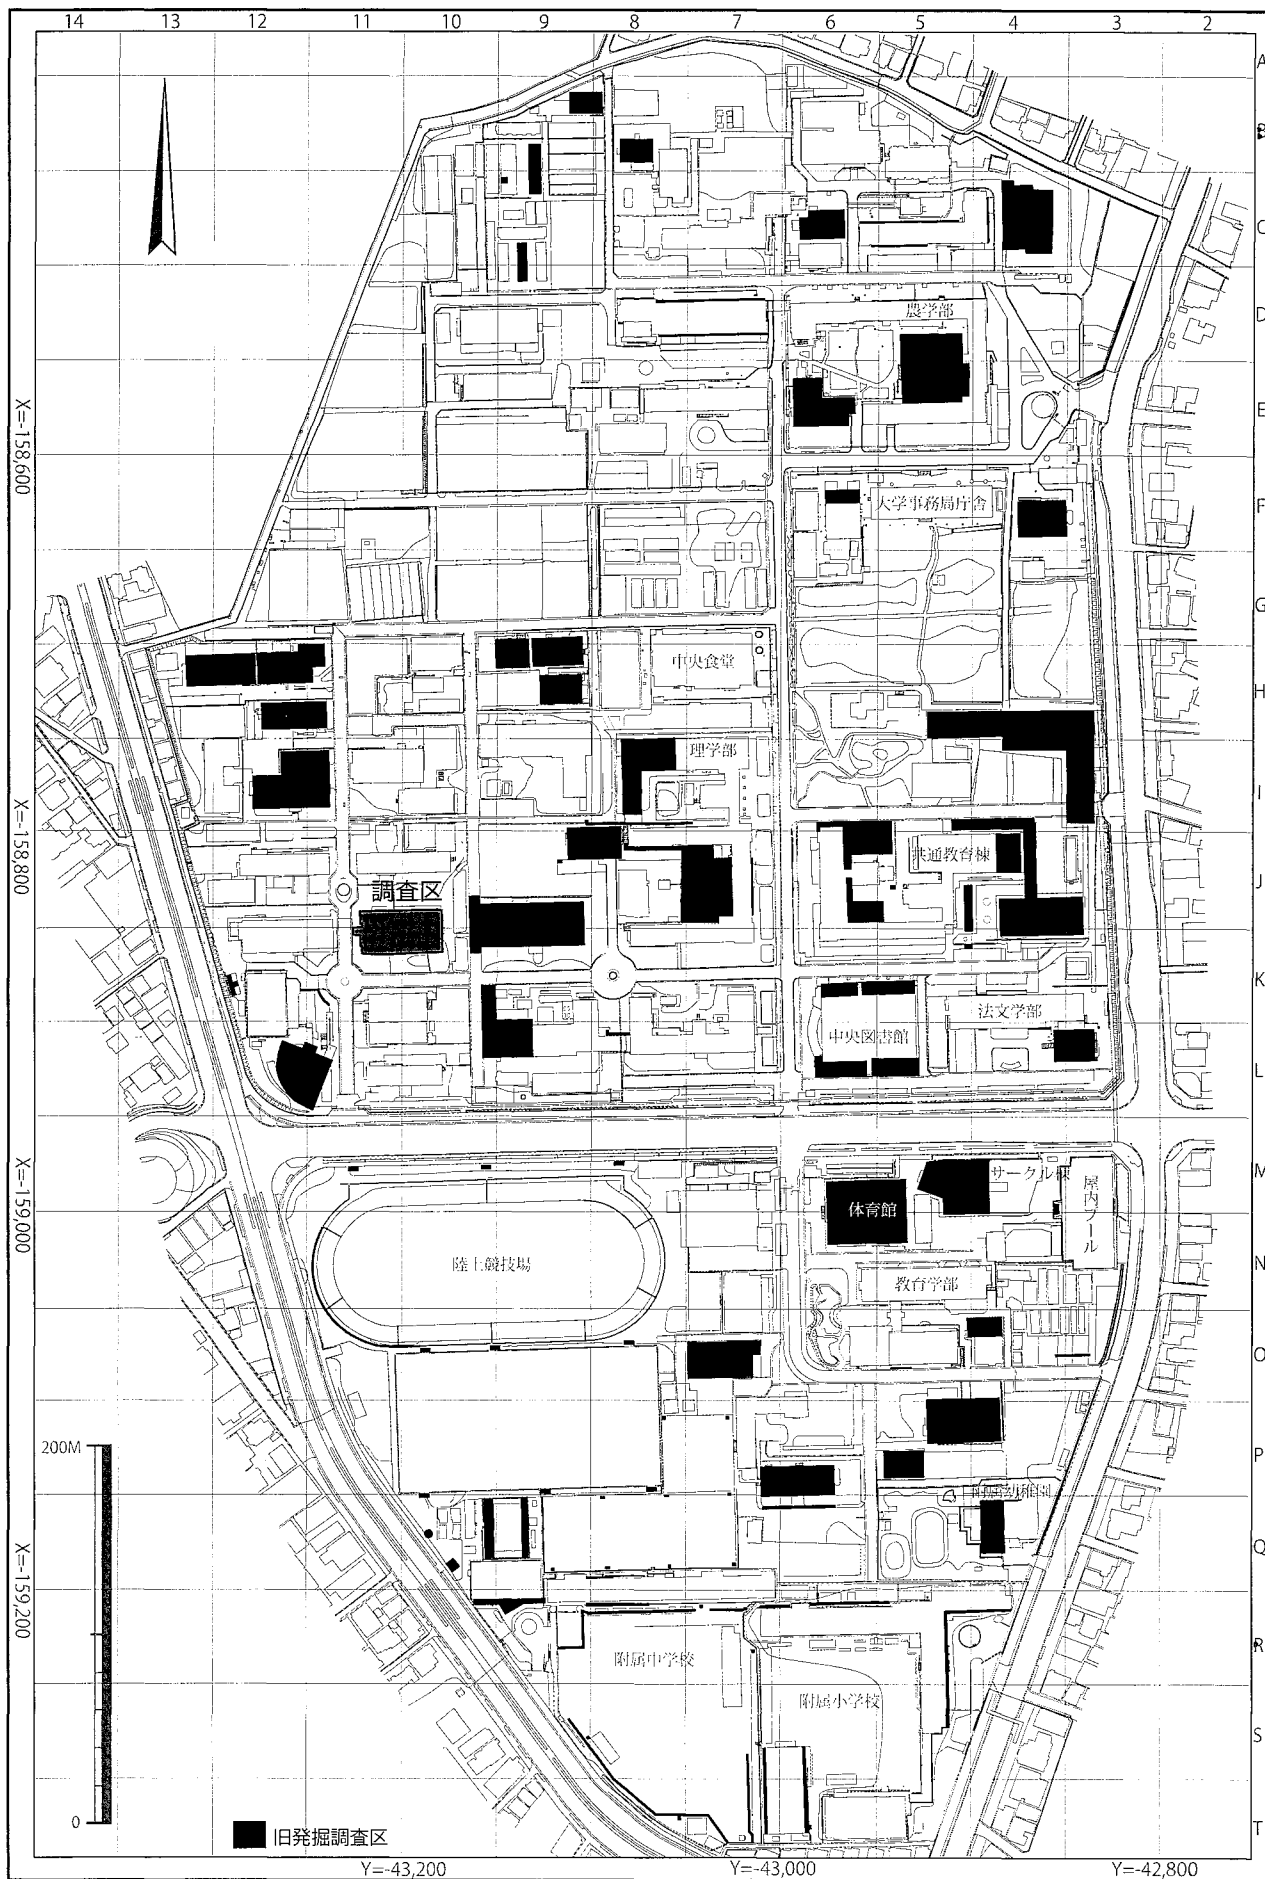 14 13 12 11 10 9 8 7 6 5 4 3 2
A
B
C
D
農学部
E
X=-158,600
大学事務局庁舎
F
G
中央食堂
H
理学部
I
X=-158,800
共通教育棟
J
調査区
K
法文学部
中央図書館
L
M
サークル棟
屋内プール
体育館
X=-159,000
陸上競技場
N
教育学部
O
200M
P
附属幼稚園
Q
X=-159,200
R
附属中学校
附属小学校
S
0
T
旧発掘調査区
Y=-43,200 Y=-43,000 Y=-42,800